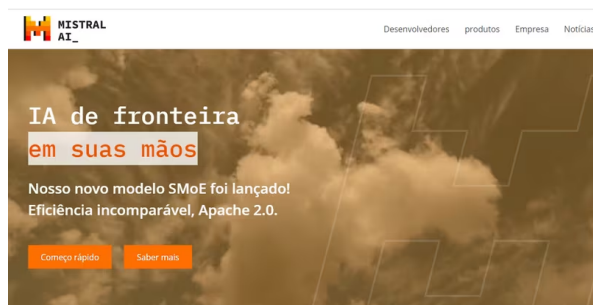 MISTRAL
AI_
Desenvolvedores produtos Empresa Notícias
IA de fronteira
em suas mãos
Nosso novo modelo SMoE foi lançado!
Eficiência incomparável, Apache 2.0.
Começo rápido Saber mais